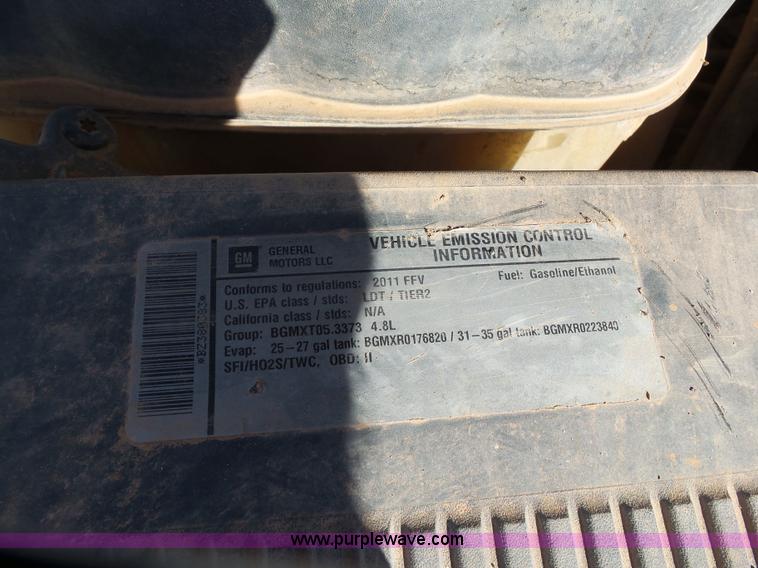 GM
GENERAL MOTORS LLC
VEHICLE EMISSION CONTROL
INFORMATION
Conforms to regulations: 2011 FFV Fuel: Gasoline/Ethanol
U.S. EPA class / stds: LDT / TIER2
California class / stds: N/A
Group: BGMXT05.3373 4.8L
Evap: 25-27 gal tank: BGMXR0176820 / 31-35 gal tank: BGMXR0223840
SFI/HO2S/TWC, OBD: II
www.purplewave.com